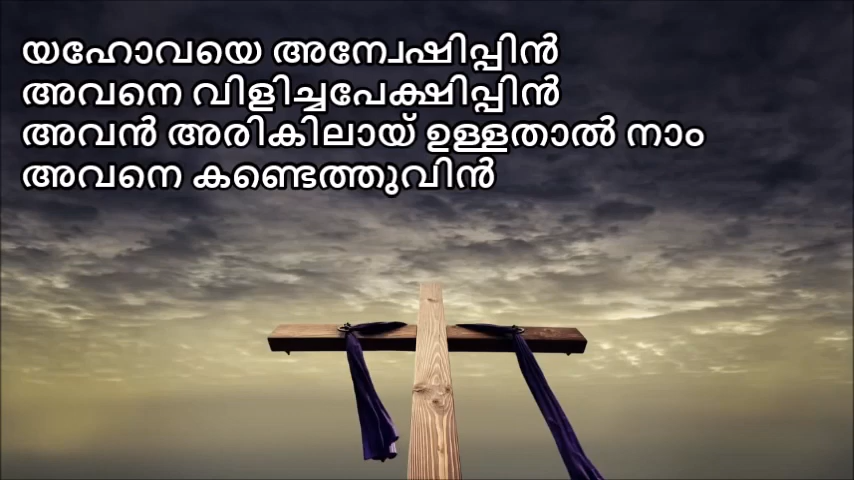 യഹോവയെ അന്വേഷിപ്പിൻ
അവനെ വിളിച്ചപേക്ഷിപ്പിൻ
അവൻ അരികിലായ് ഉള്ളതാൽ നാം
അവനെ കണ്ടെത്തുവിൻ